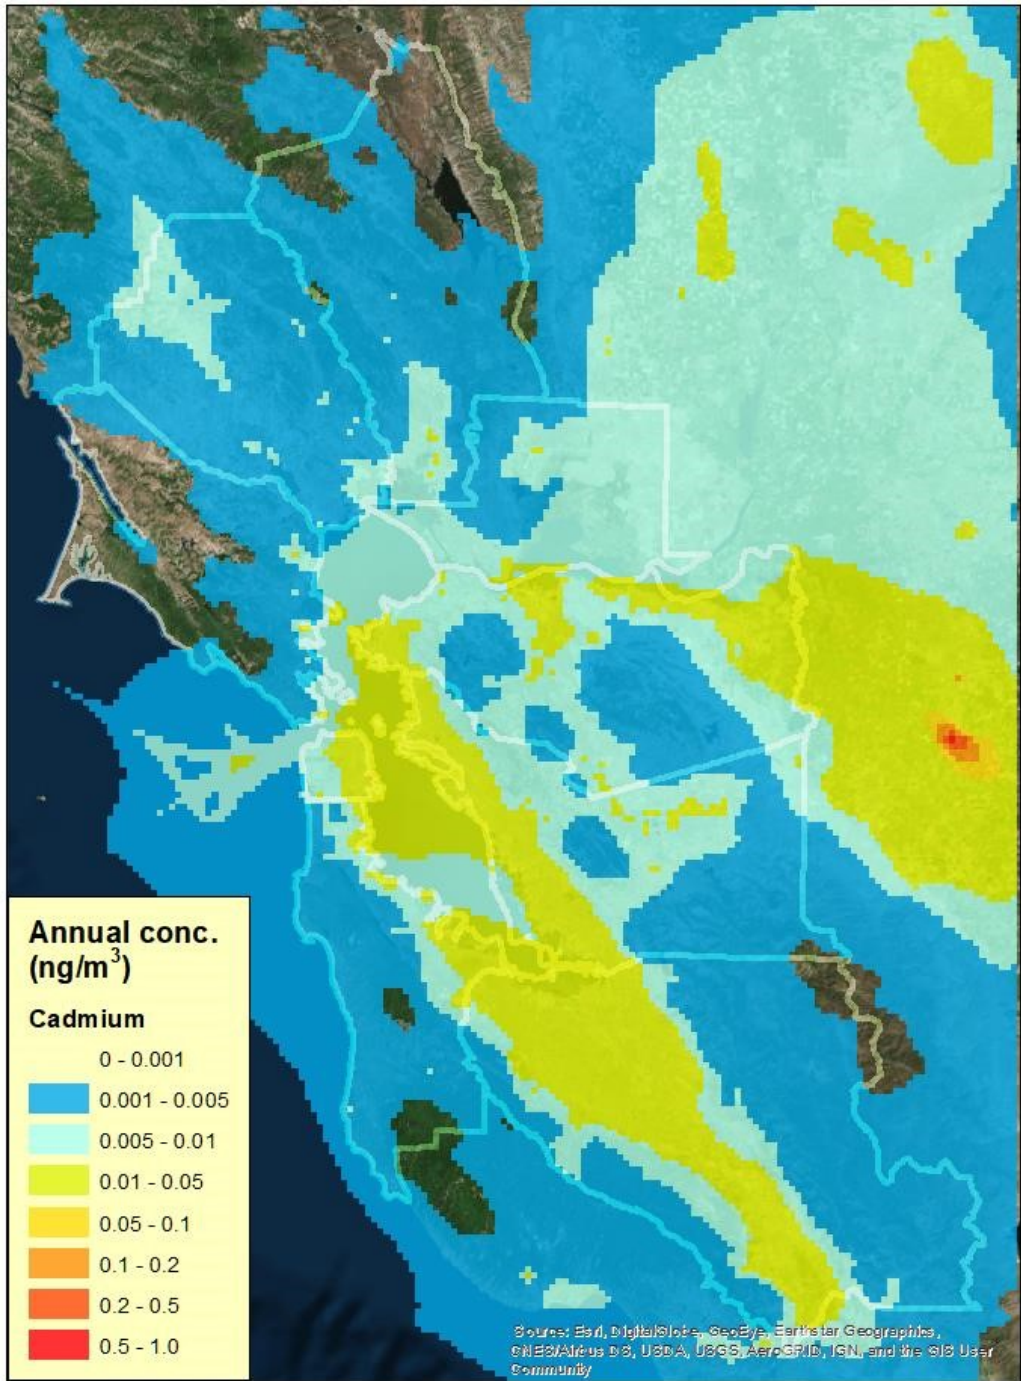 Annual conc.
(ng/m³)
Cadmium
0 - 0.001
0.001 - 0.005
0.005 - 0.01
0.01 - 0.05
0.05 - 0.1
0.1 - 0.2
0.2 - 0.5
0.5 - 1.0
Source: Esri, DigitalGlobe, GeoEye, Earthstar Geographics,
CNES/Airbus DS, USDA, USGS, AeroGRID, IGN, and the GIS User
Community